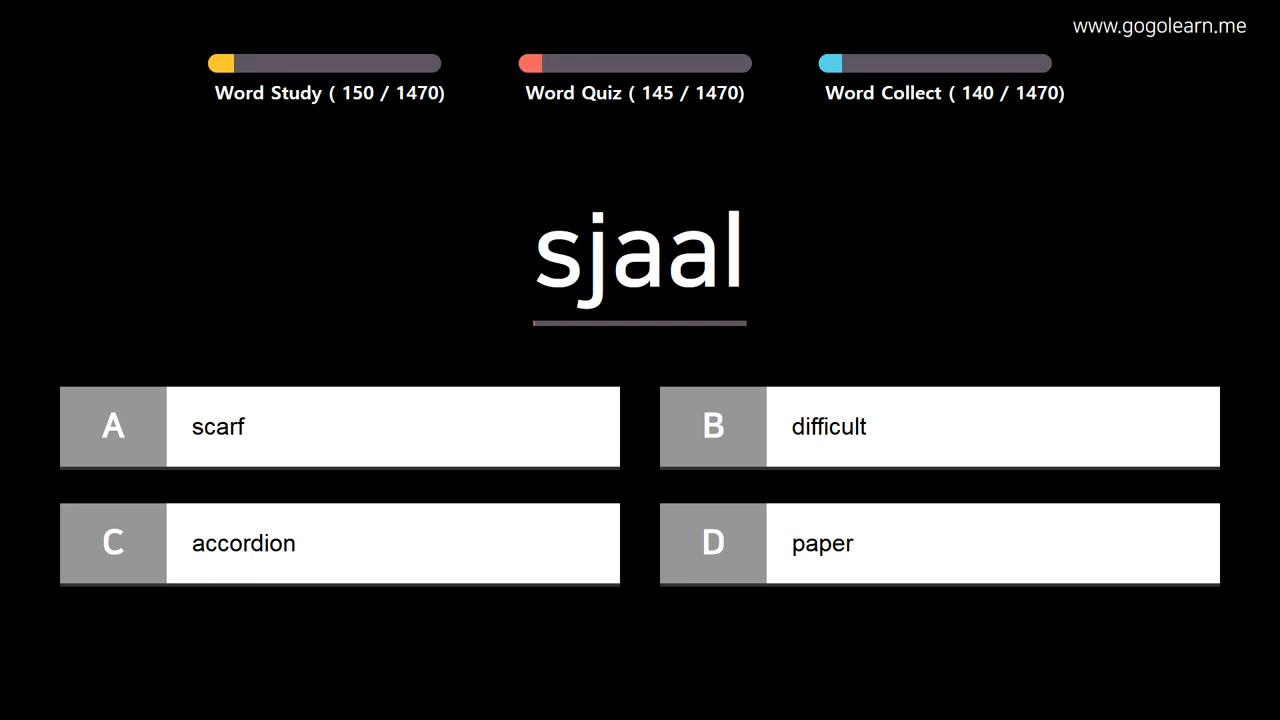 www.gogolearn.me
Word Study ( 150 / 1470)
Word Quiz ( 145 / 1470)
Word Collect ( 140 / 1470)
sjaal
A scarf
B difficult
C accordion
D paper